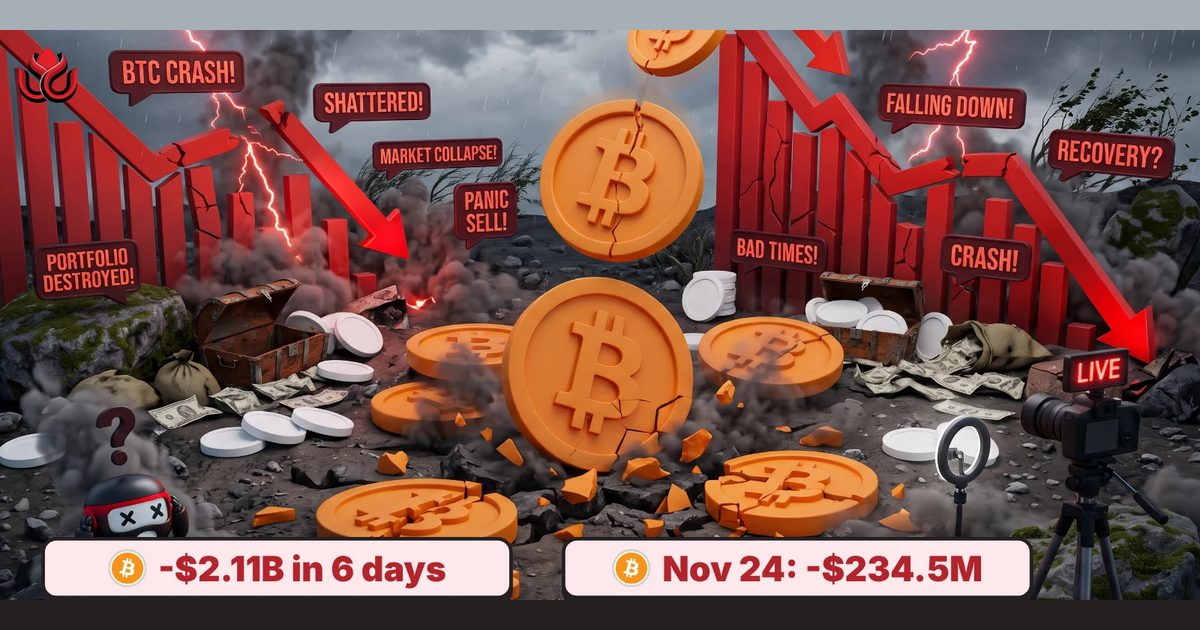 BTC CRASH!
SHATTERED!
MARKET COLLAPSE!
PANIC
SELL!
PORTFOLIO
DESTROYED!
FALLING DOWN!
RECOVERY?
BAD TIMES!
CRASH!
LIVE
?
-$2.11B in 6 days
Nov 24: -$234.5M